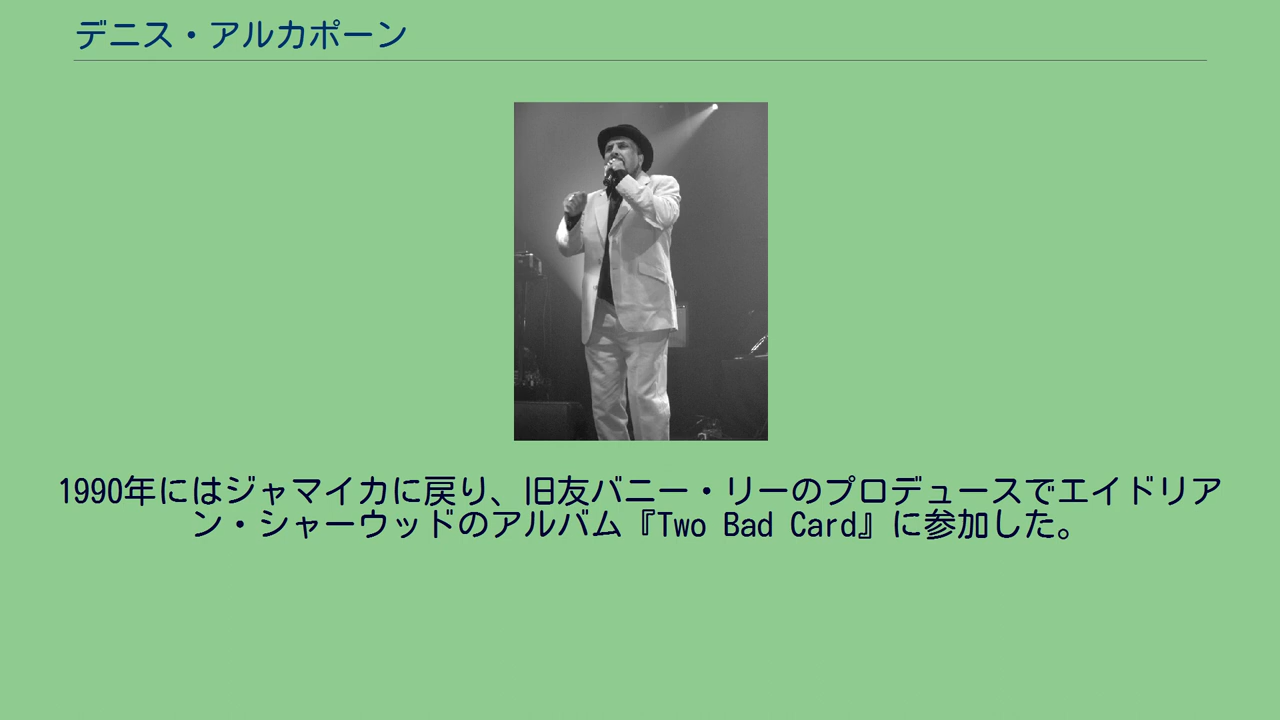 デニス・アルカポーン
1990年にはジャマイカに戻り、旧友バニー・リーのプロデュースでエイドリア
ン・シャーウッドのアルバム『Two Bad Card』に参加した。